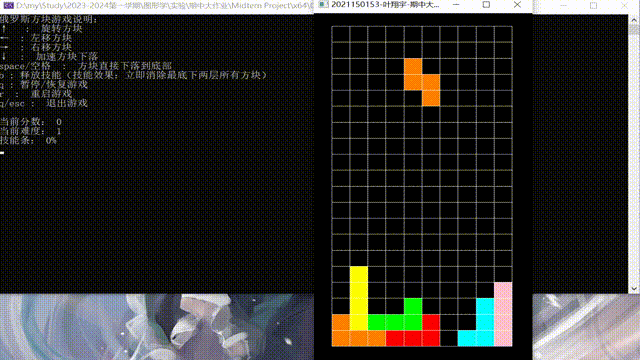 D:\my\Study\2023-2024第一学期\图形学\实验\期中大作业\Midterm Project\x64\
2021150153-叶翔宇-期中大...
俄罗斯方块游戏说明：
↑ ： 旋转方块
← ： 左移方块
→ ： 右移方块
↓ ： 加速方块下落
space/空格 ： 方块直接下落到底部
b : 释放技能（技能效果：立即消除最底下两层所有方块）
q : 暂停/恢复游戏
r ： 重启游戏
q/esc ： 退出游戏
当前分数： 0
当前难度： 1
技能条： 0%